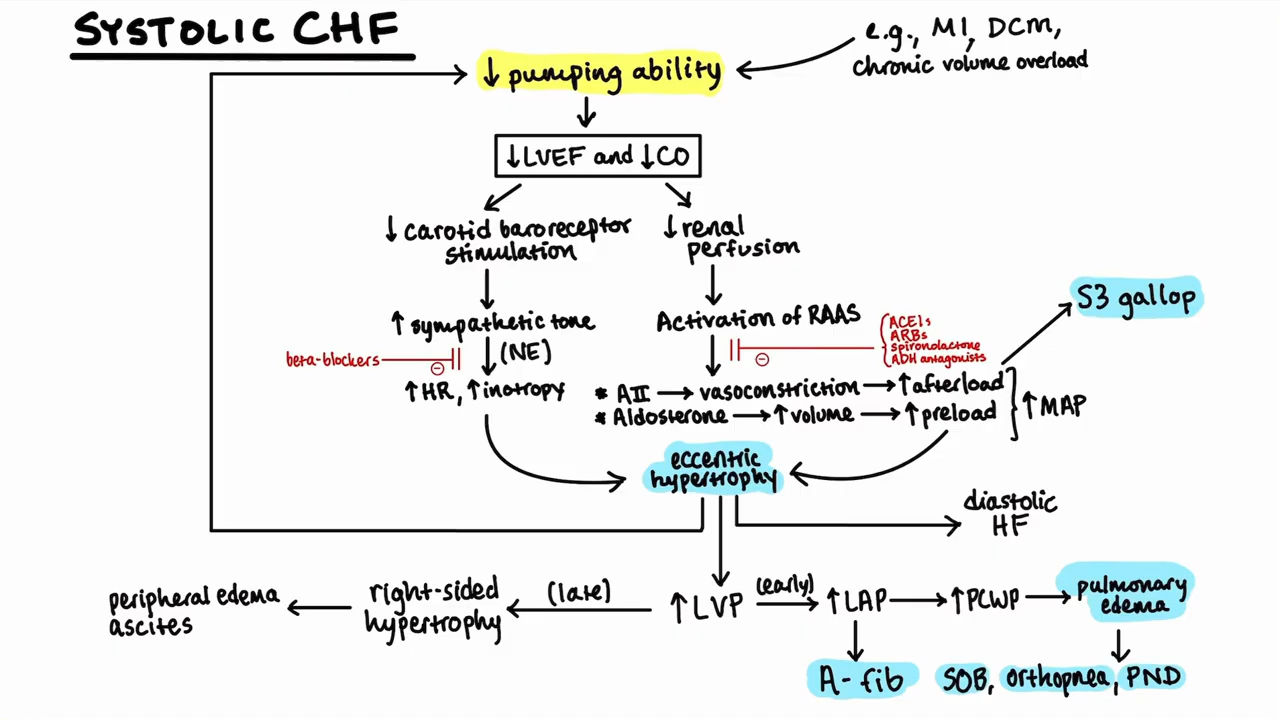 SYSTOLIC CHF
e.g., MI, DCM,
chronic volume overload
↓ pumping ability
↓LVEF and ↓CO
↓ carotid baroreceptor
stimulation
↓ renal
perfusion
↑ sympathetic tone
(NE)
beta-blockers
⊖
↑HR, ↑inotropy
Activation of RAAS
ACEIs
ARBs
spironolactone
ADH antagonists
⊖
* AII → vasoconstriction → ↑afterload
* Aldosterone → ↑volume → ↑preload
↑MAP
S3 gallop
eccentric
hypertrophy
diastolic
HF
↑LVP
(early)
↑LAP → ↑PCWP → pulmonary
edema
(late)
right-sided
hypertrophy
peripheral edema
ascites
A-fib
SOB, orthopnea, PND